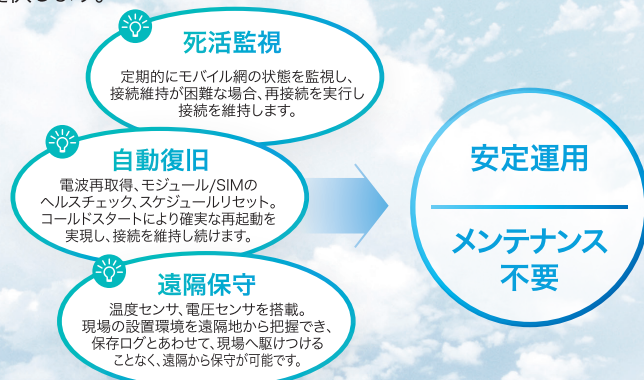 供します。
死活監視
定期的にモバイル網の状態を監視し、
接続維持が困難な場合、再接続を実行し
接続を維持します。
自動復旧
電波再取得、モジュール/SIMの
ヘルスチェック、スケジュールリセット。
コールドスタートにより確実な再起動を
実現し、接続を維持し続けます。
遠隔保守
温度センサ、電圧センサを搭載。
現場の設置環境を遠隔地から把握でき、
保存ログとあわせて、現場へ駆けつける
ことなく、遠隔から保守が可能です。
安定運用
メンテナンス
不要